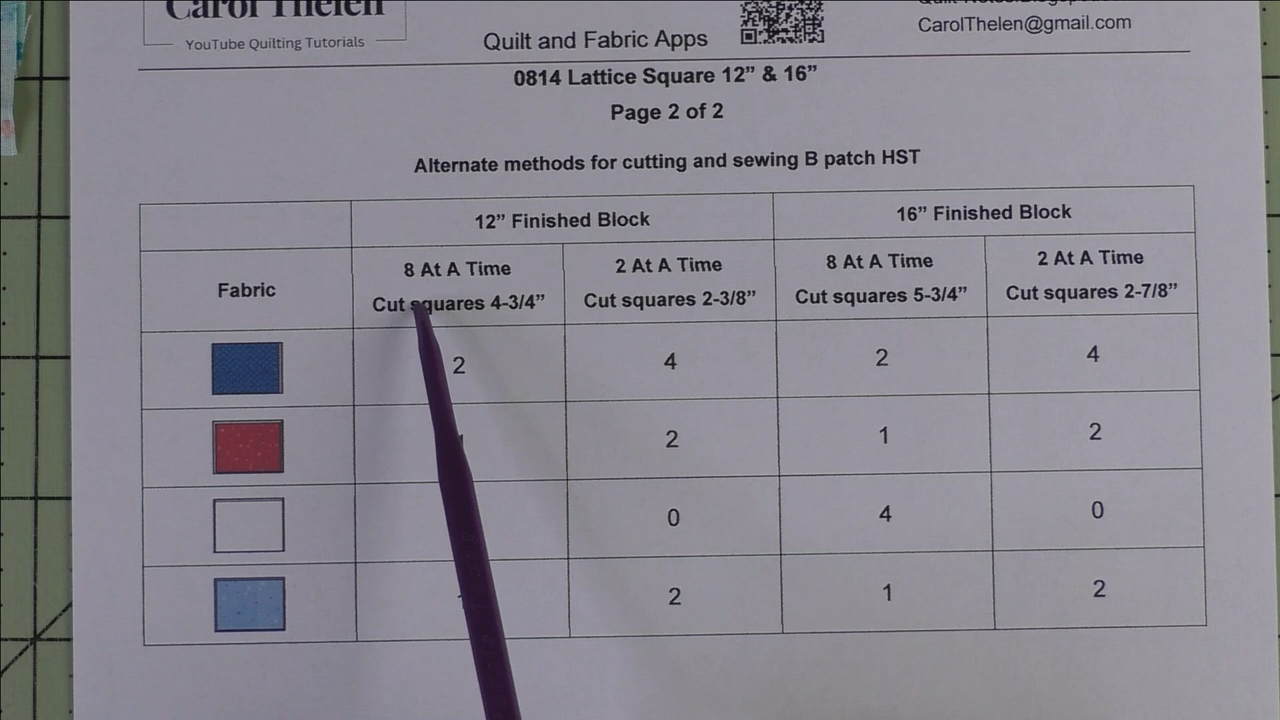 Carol Thelen
YouTube Quilting Tutorials
Quilt and Fabric Apps
CarolThelen@gmail.com
0814 Lattice Square 12” & 16”
Page 2 of 2
Alternate methods for cutting and sewing B patch HST
12” Finished Block
16” Finished Block
Fabric
8 At A Time
Cut squares 4-3/4”
2 At A Time
Cut squares 2-3/8”
8 At A Time
Cut squares 5-3/4”
2 At A Time
Cut squares 2-7/8”
2 4 2 4
2 1 2
0 4 0
2 1 2